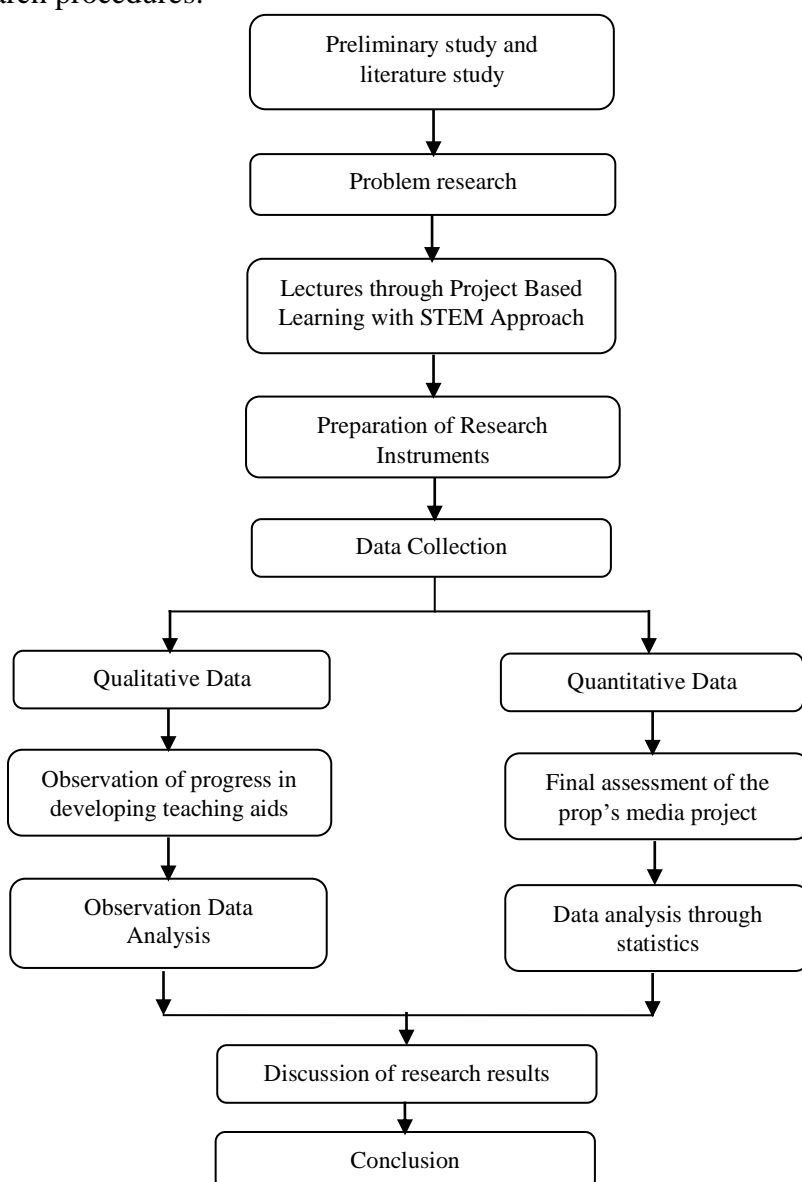 arch procedures.
Preliminary study and
literature study
Problem research
Lectures through Project Based
Learning with STEM Approach
Preparation of Research
Instruments
Data Collection
Qualitative Data
Quantitative Data
Observation of progress in
developing teaching aids
Final assessment of the
prop’s media project
Observation Data
Analysis
Data analysis through
statistics
Discussion of research results
Conclusion